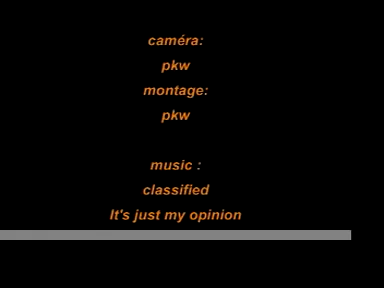 caméra:
pkw
montage:
pkw
music :
classified
It's just my opinion